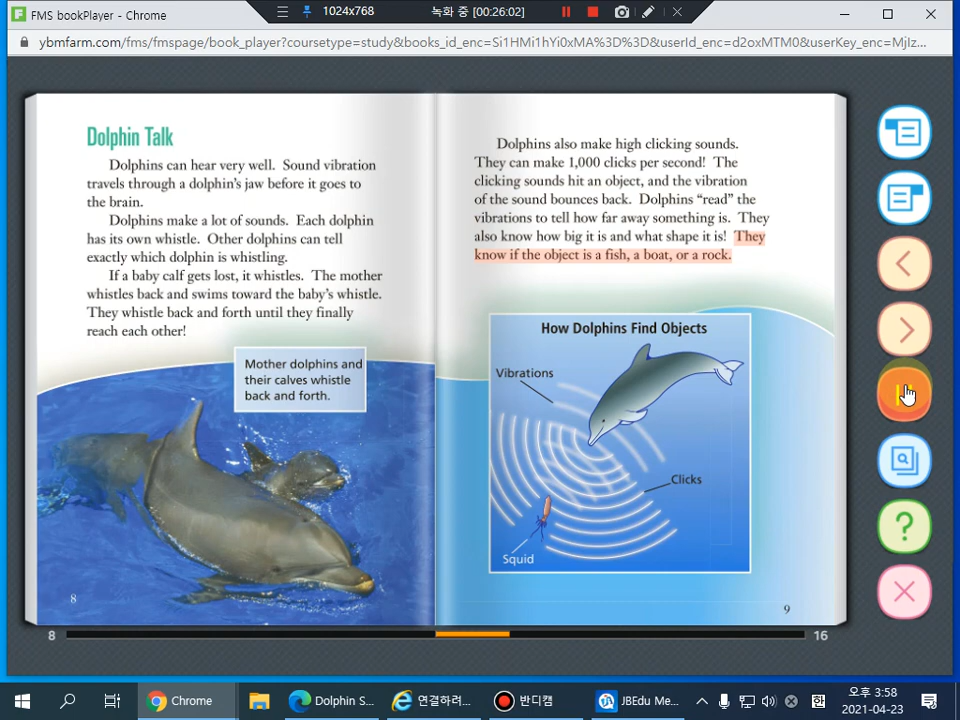 FMS bookPlayer - Chrome
1024x768
녹화 중 [00:26:02]
ybmfarm.com/fms/fmspage/book_player?coursetype=study&books_id_enc=Si1HMi1hYi0xMA%3D%3D&userId_enc=d2oxMTM0&userKey_enc=MjIz...
Dolphin Talk
Dolphins can hear very well. Sound vibration
travels through a dolphin's jaw before it goes to
the brain.
Dolphins make a lot of sounds. Each dolphin
has its own whistle. Other dolphins can tell
exactly which dolphin is whistling.
If a baby calf gets lost, it whistles. The mother
whistles back and swims toward the baby's whistle.
They whistle back and forth until they finally
reach each other!
Mother dolphins and
their calves whistle
back and forth.
8
Dolphins also make high clicking sounds.
They can make 1,000 clicks per second! The
clicking sounds hit an object, and the vibration
of the sound bounces back. Dolphins “read” the
vibrations to tell how far away something is. They
also know how big it is and what shape it is! They
know if the object is a fish, a boat, or a rock.
How Dolphins Find Objects
Vibrations
Clicks
Squid
9
8
16
Chrome
Dolphin S...
연결하려...
반디캠
JBEdu Me...
한
오후 3:58
2021-04-23